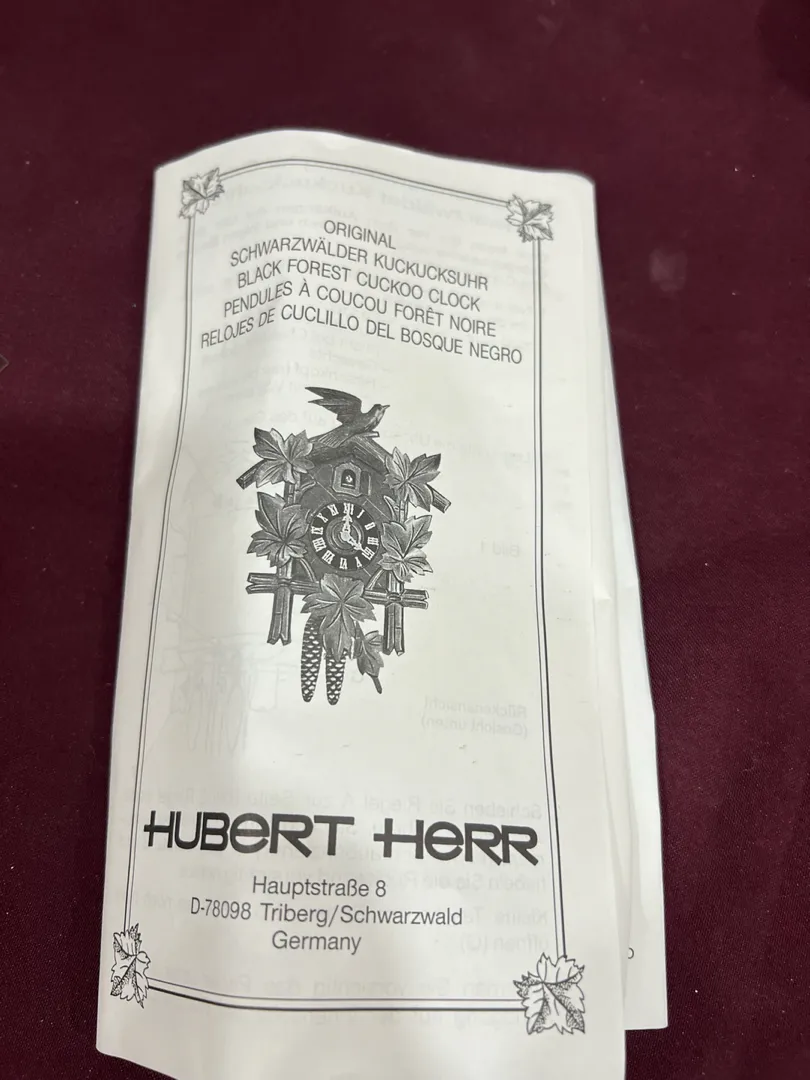 ORIGINAL
SCHWARZWÄLDER KUCKUCKSUHR
BLACK FOREST CUCKOO CLOCK
PENDULES À COUCOU FORÊT NOIRE
RELOJES DE CUCLILLO DEL BOSQUE NEGRO
HUBERT HERR
Hauptstraße 8
D-78098 Triberg/Schwarzwald
Germany